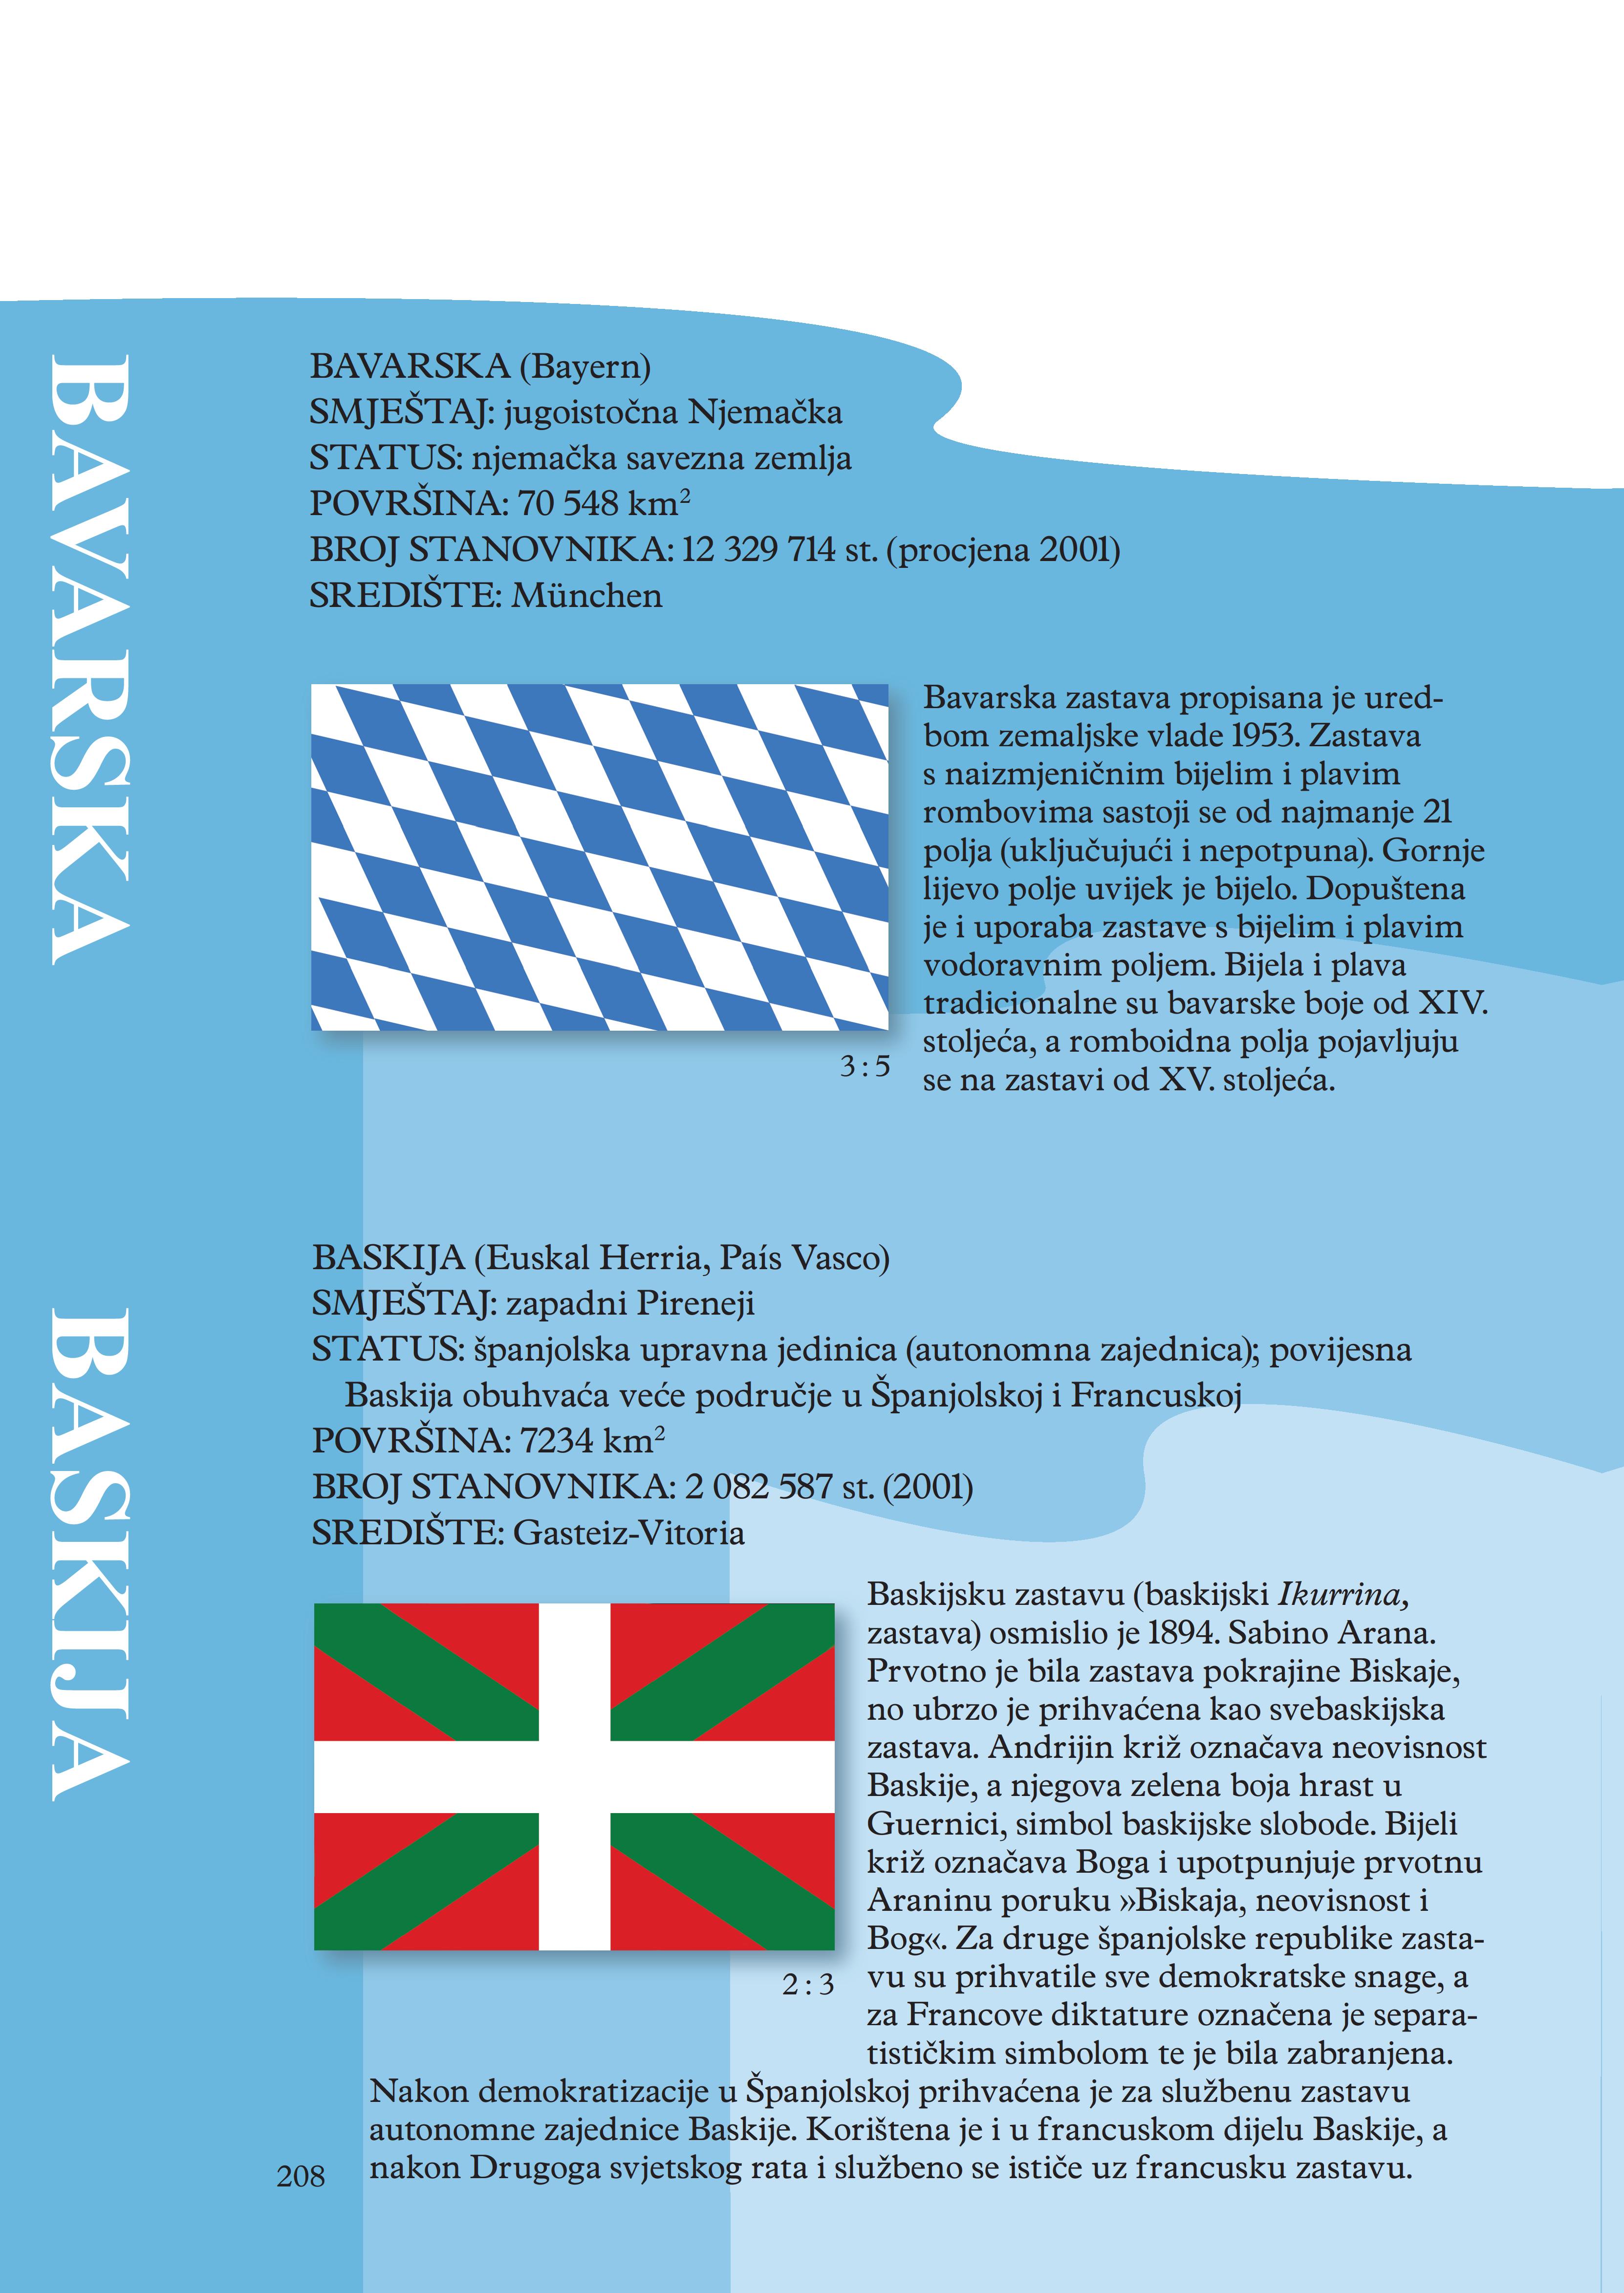 BAVARSKA
BAVARSKA (Bayern)
SMJEŠTAJ: jugoistočna Njemačka
STATUS: njemačka savezna zemlja
POVRŠINA: 70 548 km²
BROJ STANOVNIKA: 12 329 714 st. (procjena 2001)
SREDIŠTE: München
Bavarska zastava propisana je ured-
bom zemaljske vlade 1953. Zastava
s naizmjeničnim bijelim i plavim
rombovima sastoji se od najmanje 21
polja (uključujući i nepotpuna). Gornje
lijevo polje uvijek je bijelo. Dopuštena
je i uporaba zastave s bijelim i plavim
vodoravnim poljem. Bijela i plava
tradicionalne su bavarske boje od XIV.
stoljeća, a romboidna polja pojavljuju
se na zastavi od XV. stoljeća.
3 : 5
BASKIJA
BASKIJA (Euskal Herria, País Vasco)
SMJEŠTAJ: zapadni Pireneji
STATUS: španjolska upravna jedinica (autonomna zajednica); povijesna
Baskija obuhvaća veće područje u Španjolskoj i Francuskoj
POVRŠINA: 7234 km²
BROJ STANOVNIKA: 2 082 587 st. (2001)
SREDIŠTE: Gasteiz-Vitoria
Baskijsku zastavu (baskijski Ikurrina,
zastava) osmislio je 1894. Sabino Arana.
Prvotno je bila zastava pokrajine Biskaje,
no ubrzo je prihvaćena kao svebaskijska
zastava. Andrijin križ označava neovisnost
Baskije, a njegova zelena boja hrast u
Guernici, simbol baskijske slobode. Bijeli
križ označava Boga i upotpunjuje prvotnu
Araninu poruku »Biskaja, neovisnost i
Bog«. Za druge španjolske republike zasta-
vu su prihvatile sve demokratske snage, a
za Francove diktature označena je separa-
tističkim simbolom te je bila zabranjena.
Nakon demokratizacije u Španjolskoj prihvaćena je za službenu zastavu
autonomne zajednice Baskije. Korištena je i u francuskom dijelu Baskije, a
nakon Drugoga svjetskog rata i službeno se ističe uz francusku zastavu.
2 : 3
208